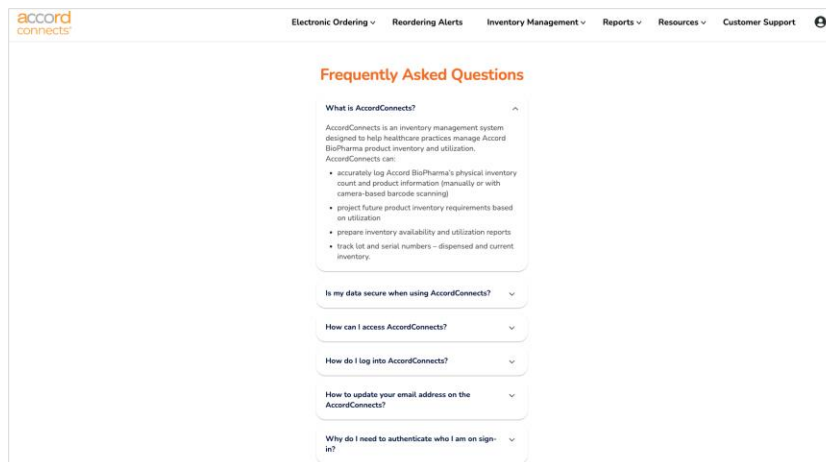 accord
connects®
Electronic Ordering Reordering Alerts Inventory Management Reports Resources Customer Support
Frequently Asked Questions
What is AccordConnects?
AccordConnects is an inventory management system
designed to help healthcare practices manage Accord
BioPharma product inventory and utilization.
AccordConnects can:
• accurately log Accord BioPharma's physical inventory
count and product information (manually or with
camera-based barcode scanning)
• project future product inventory requirements based
on utilization
• prepare inventory availability and utilization reports
• track lot and serial numbers – dispensed and current
inventory.
Is my data secure when using AccordConnects?
How can I access AccordConnects?
How do I log into AccordConnects?
How to update your email address on the
AccordConnects?
Why do I need to authenticate who I am on sign-
in?